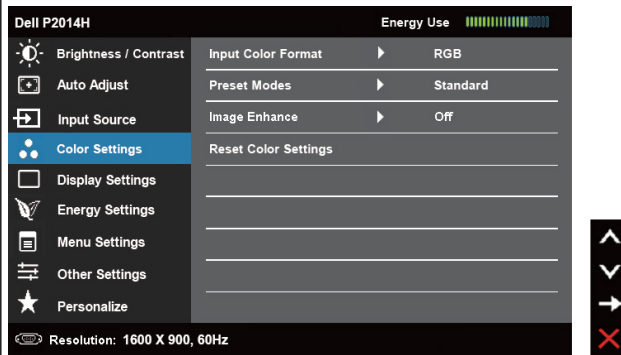 Dell P2014H
Energy Use
Brightness / Contrast
Auto Adjust
Input Source
Color Settings
Display Settings
Energy Settings
Menu Settings
Other Settings
Personalize
Input Color Format RGB
Preset Modes Standard
Image Enhance Off
Reset Color Settings
Resolution: 1600 X 900, 60Hz